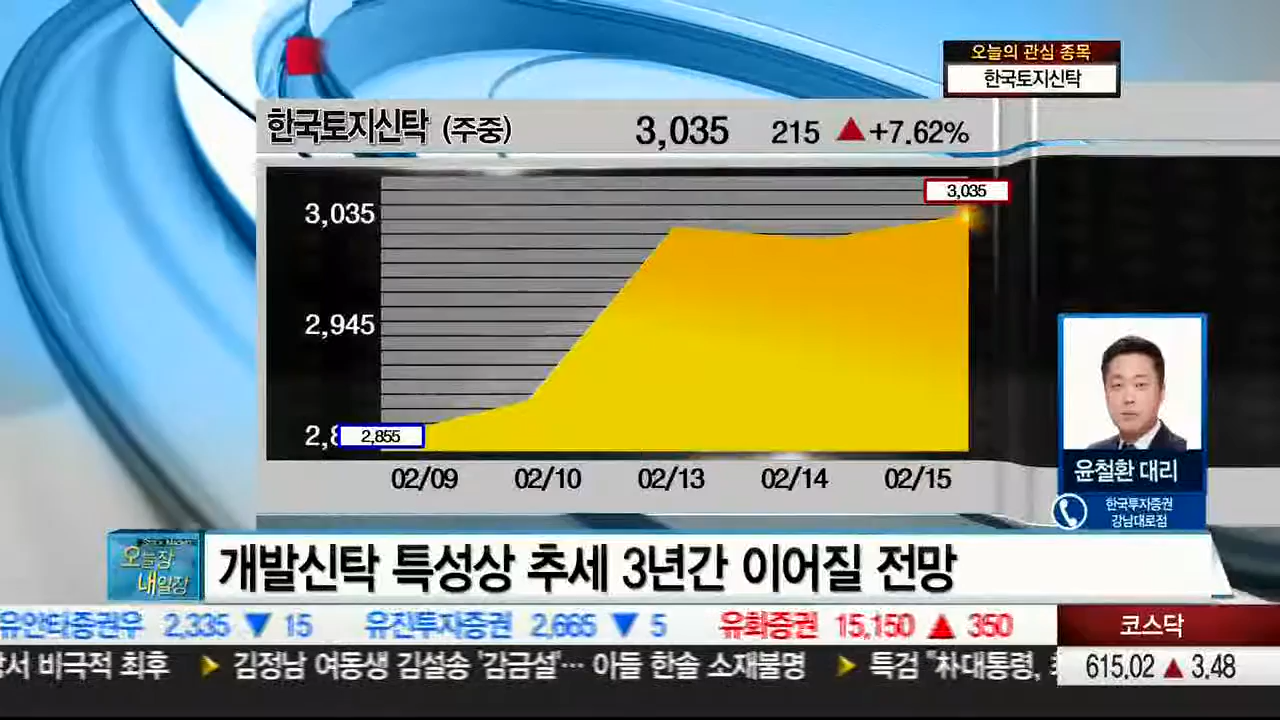 오늘의 관심 종목
한국토지신탁
한국토지신탁 (주중) 3,035 215 ▲+7.62%
3,035
3,035
2,945
2,855
02/09 02/10 02/13 02/14 02/15
윤철환 대리
한국투자증권
강남대로점
오늘장
내일장
개발신탁 특성상 추세 3년간 이어질 전망
유안타증권우 2,335 ▼ 15 유진투자증권 2,665 ▼ 5 유화증권 15,150 ▲ 350
코스닥
서 비극적 최후 ▶ 김정남 여동생 김설송 '감금설'… 아들 한솔 소재불명 ▶ 특검 "朴대통령,
615.02 ▲ 3.48